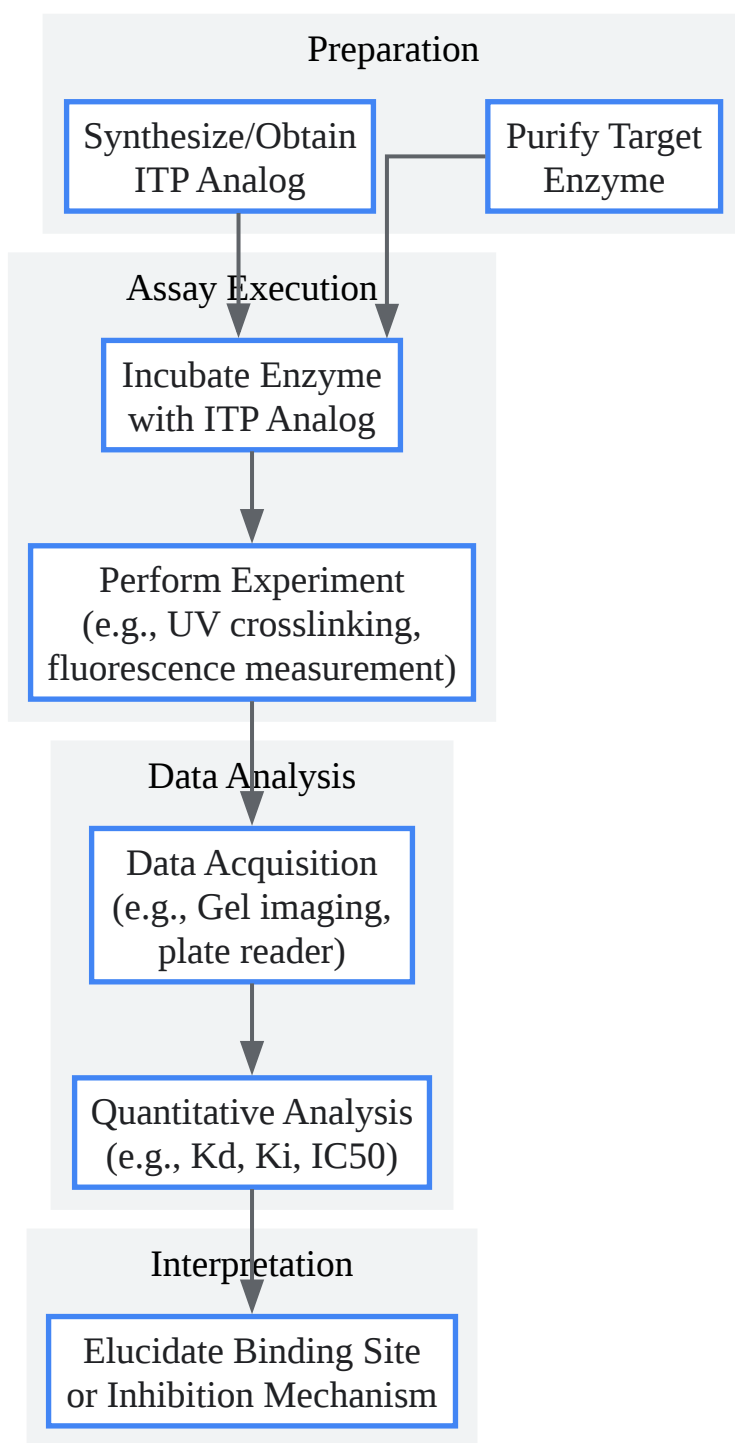 Preparation
Synthesize/Obtain
ITP Analog
Purify Target
Enzyme
Assay Execution
Incubate Enzyme
with ITP Analog
Perform Experiment
(e.g., UV crosslinking,
fluorescence measurement)
Data Analysis
Data Acquisition
(e.g., Gel imaging,
plate reader)
Quantitative Analysis
(e.g., Kd, Ki, IC50)
Interpretation
Elucidate Binding Site
or Inhibition Mechanism